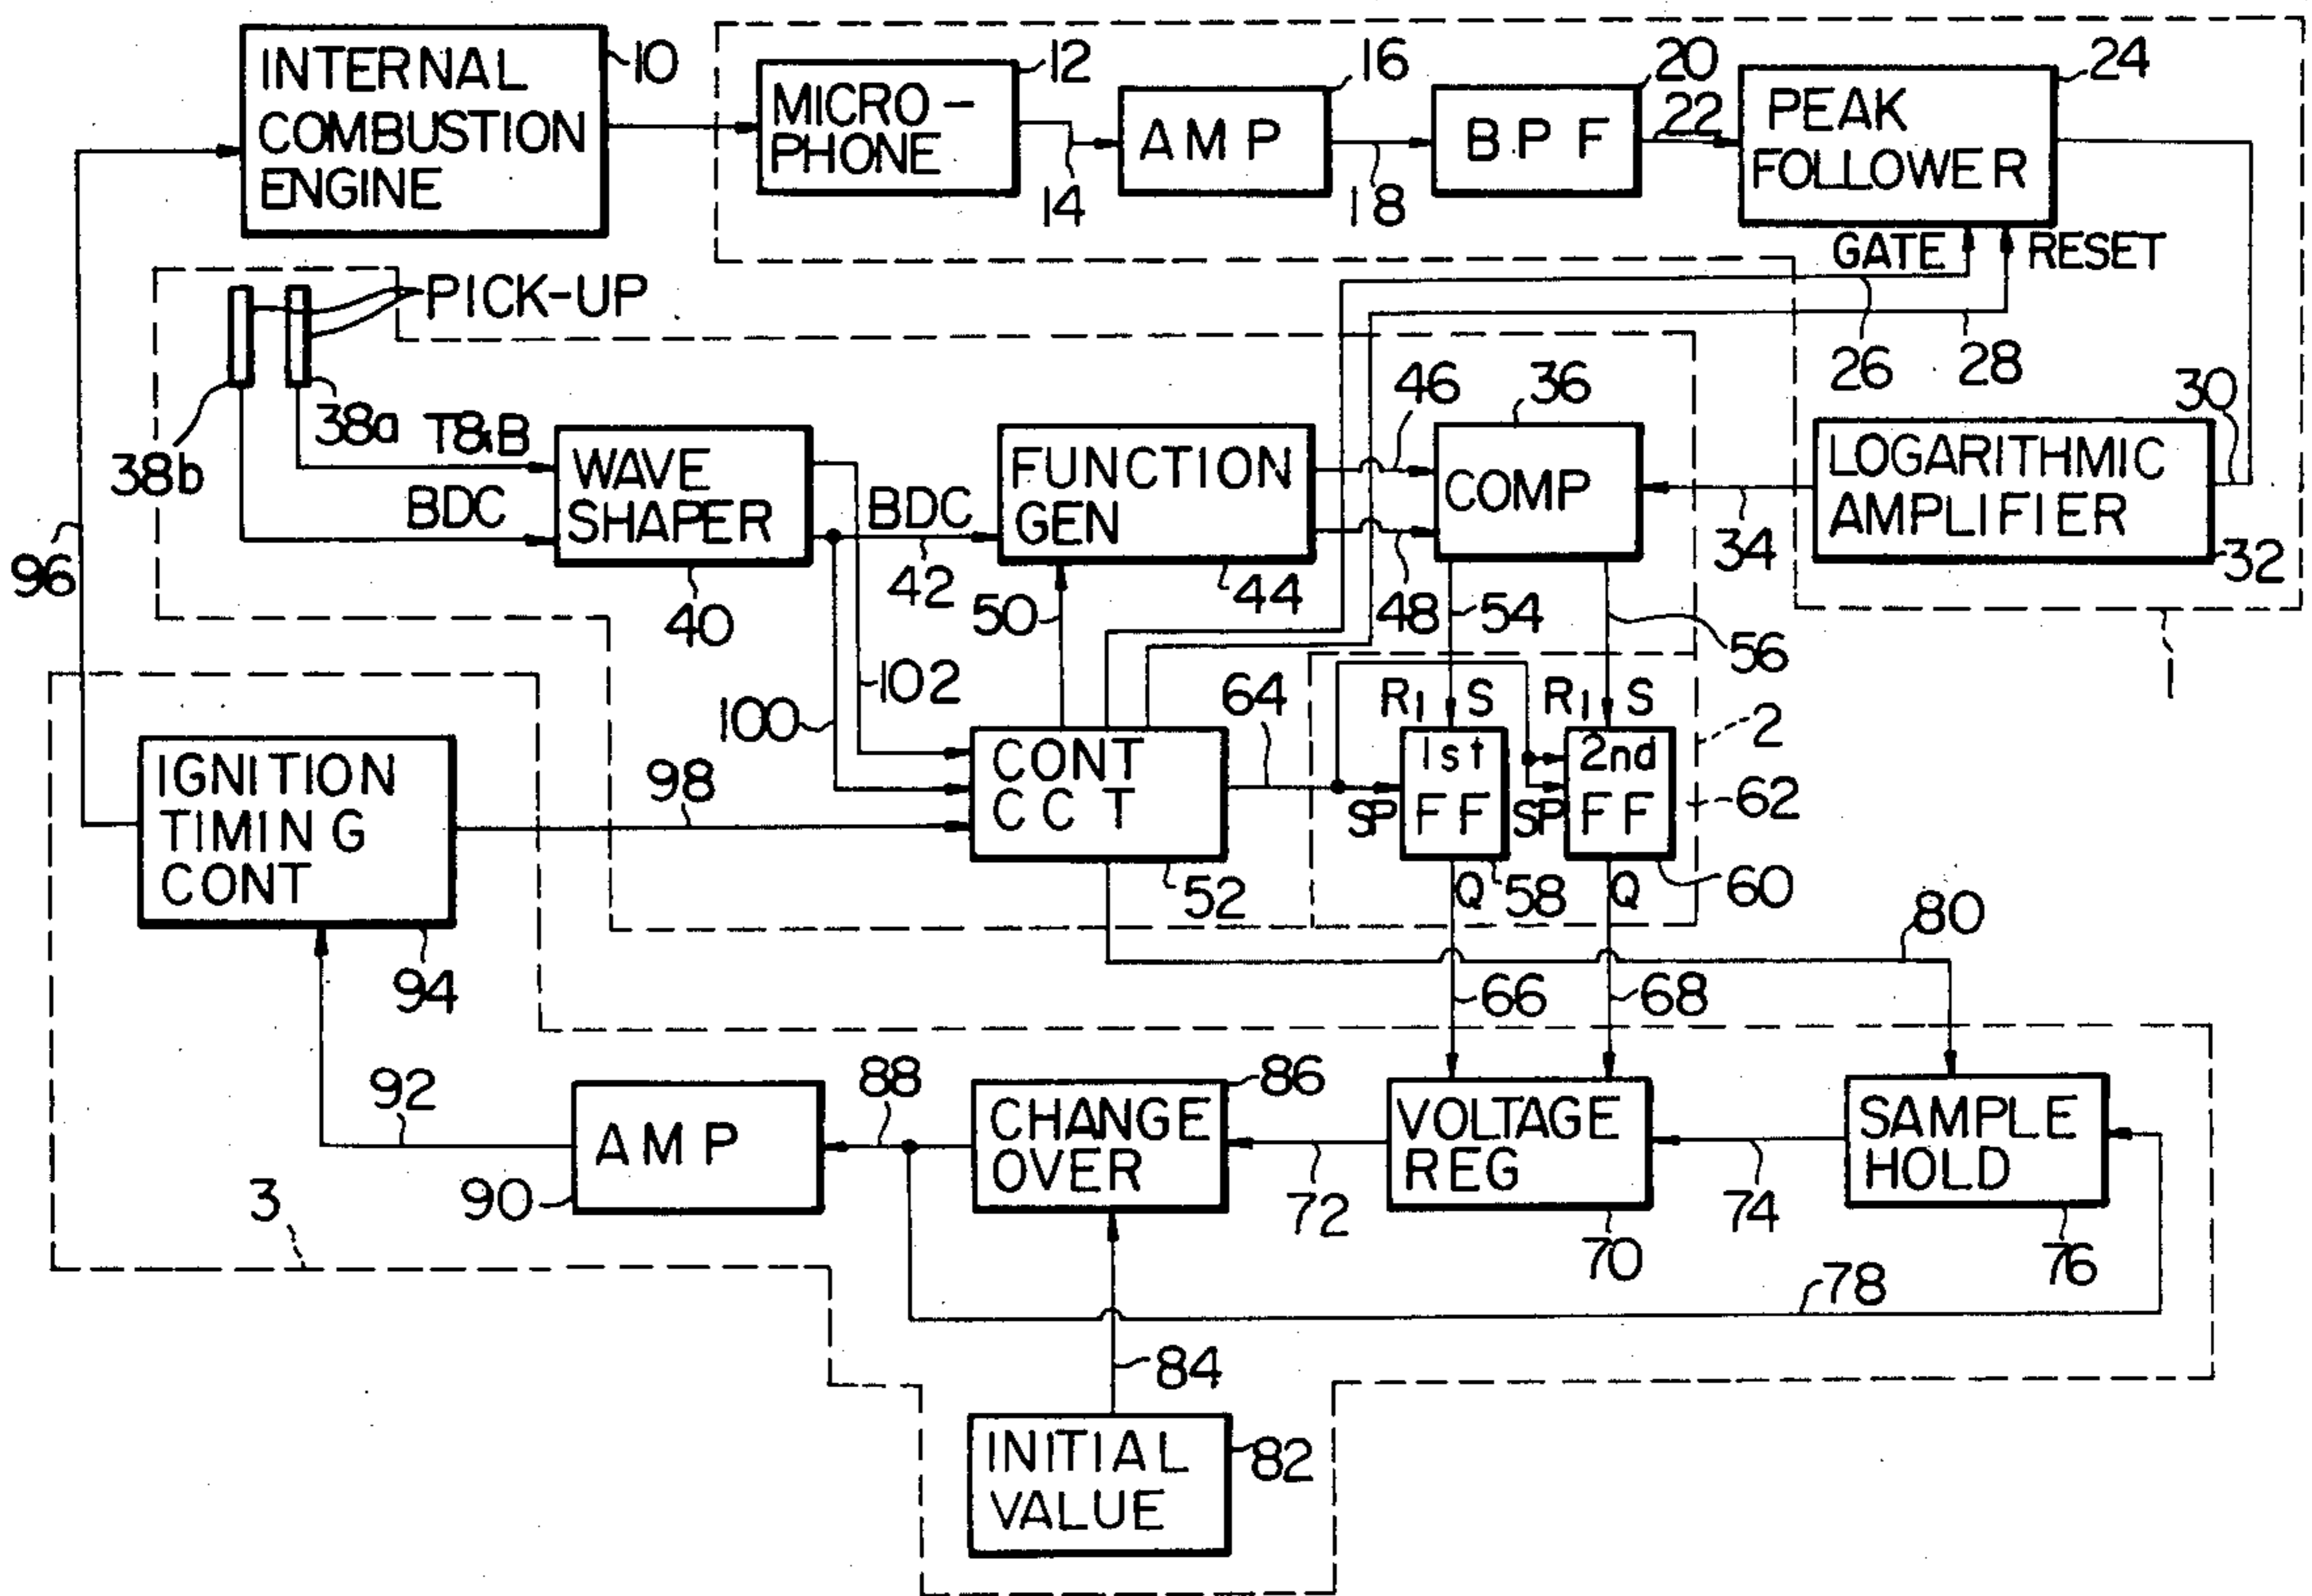 INTERNAL
COMBUSTION
ENGINE
10
MICRO-
PHONE
12
14
AMP
16
18
B.P F
20
22
PEAK
FOLLOWER
24
GATE
RESET
26
28
30
PICK-UP
38b
38a
T&B
BDC
WAVE
SHAPER
40
BDC
42
FUNCTION
GEN
44
46
48
COMP
36
34
LOGARITHMIC
AMPLIFIER
32
1
50
54
56
96
100
102
64
R1 S
R1 S
2
IGNITION
TIMING
CONT
94
98
CONT
CCT
52
SP
1st
FF
58
Q
SP
2nd
FF
60
Q
62
80
66
68
92
AMP
90
88
CHANGE
OVER
86
72
VOLTAGE
REG
70
74
SAMPLE
HOLD
76
3
78
84
INITIAL
VALUE
82